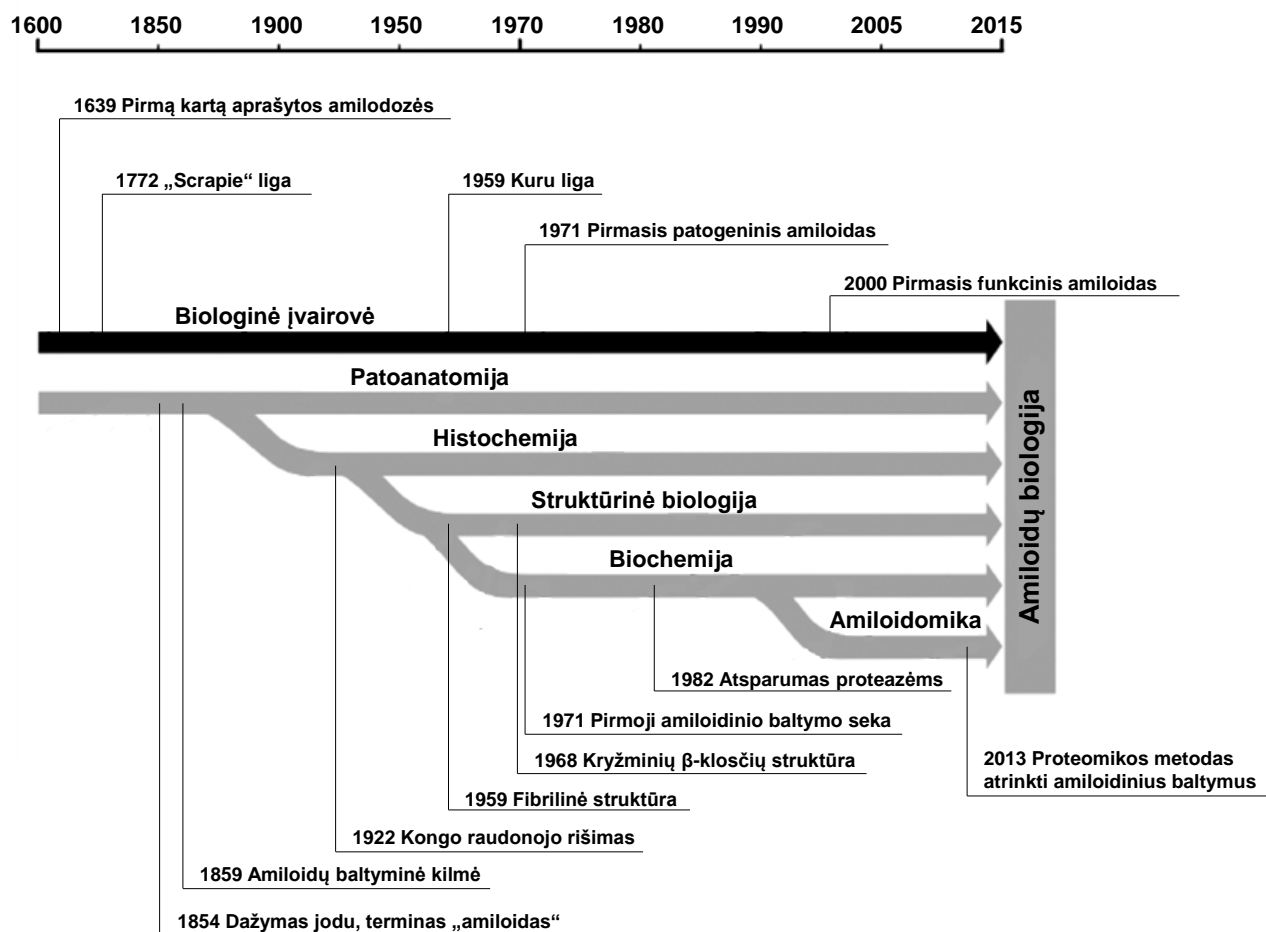 1600 1850 1900 1950 1970 1980 1990 2005 2015
1639 Pirmą kartą aprašytos amilodozės
1772 „Scrapie“ liga
1959 Kuru liga
1971 Pirmasis patogeninis amiloidas
2000 Pirmasis funkcinis amiloidas
Biologinė įvairovė
Patoanatomija
Histochemija
Struktūrinė biologija
Biochemija
Amiloidomika
Amiloidų biologija
1982 Atsparumas proteazėms
1971 Pirmoji amiloidinio baltymo seka
1968 Kryžminių β-klosčių struktūra
2013 Proteomikos metodas
atrinkti amiloidinius baltymus
1959 Fibrilinė struktūra
1922 Kongo raudonojo rišimas
1859 Amiloidų baltyminė kilmė
1854 Dažymas jodu, terminas „amiloidas“